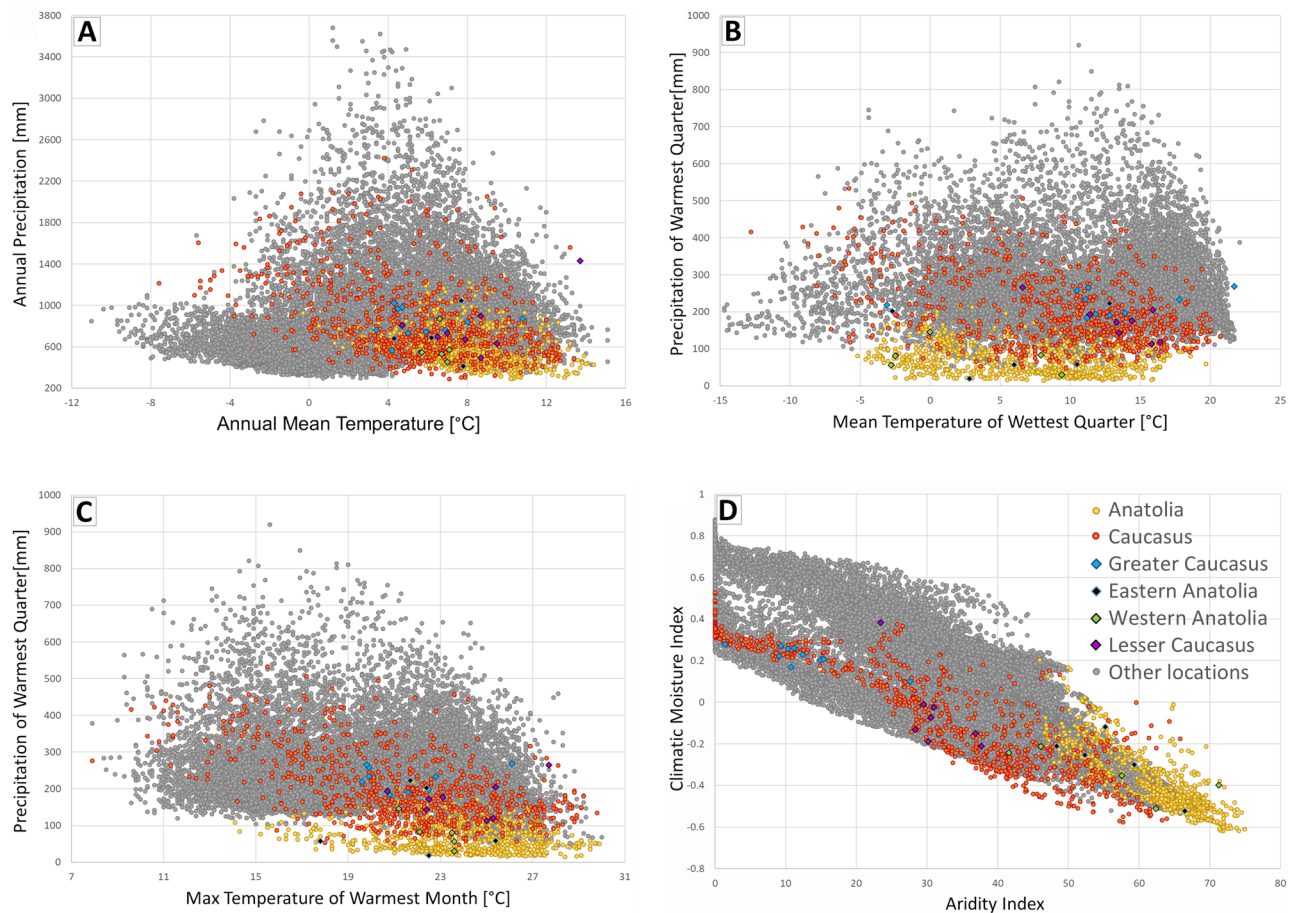 A
Annual Precipitation [mm]
3800
3400
3000
2600
2200
1800
1400
1000
600
200
-12 -8 -4 0 4 8 12 16
Annual Mean Temperature [°C]
B
Precipitation of Warmest Quarter[mm]
1000
900
800
700
600
500
400
300
200
100
0
-15 -10 -5 0 5 10 15 20 25
Mean Temperature of Wettest Quarter [°C]
C
Precipitation of Warmest Quarter[mm]
1000
900
800
700
600
500
400
300
200
100
0
7 11 15 19 23 27 31
Max Temperature of Warmest Month [°C]
D
Climatic Moisture Index
1
0.8
0.6
0.4
0.2
0
-0.2
-0.4
-0.6
-0.8
0 10 20 30 40 50 60 70 80
Aridity Index
Anatolia
Caucasus
Greater Caucasus
Eastern Anatolia
Western Anatolia
Lesser Caucasus
Other locations